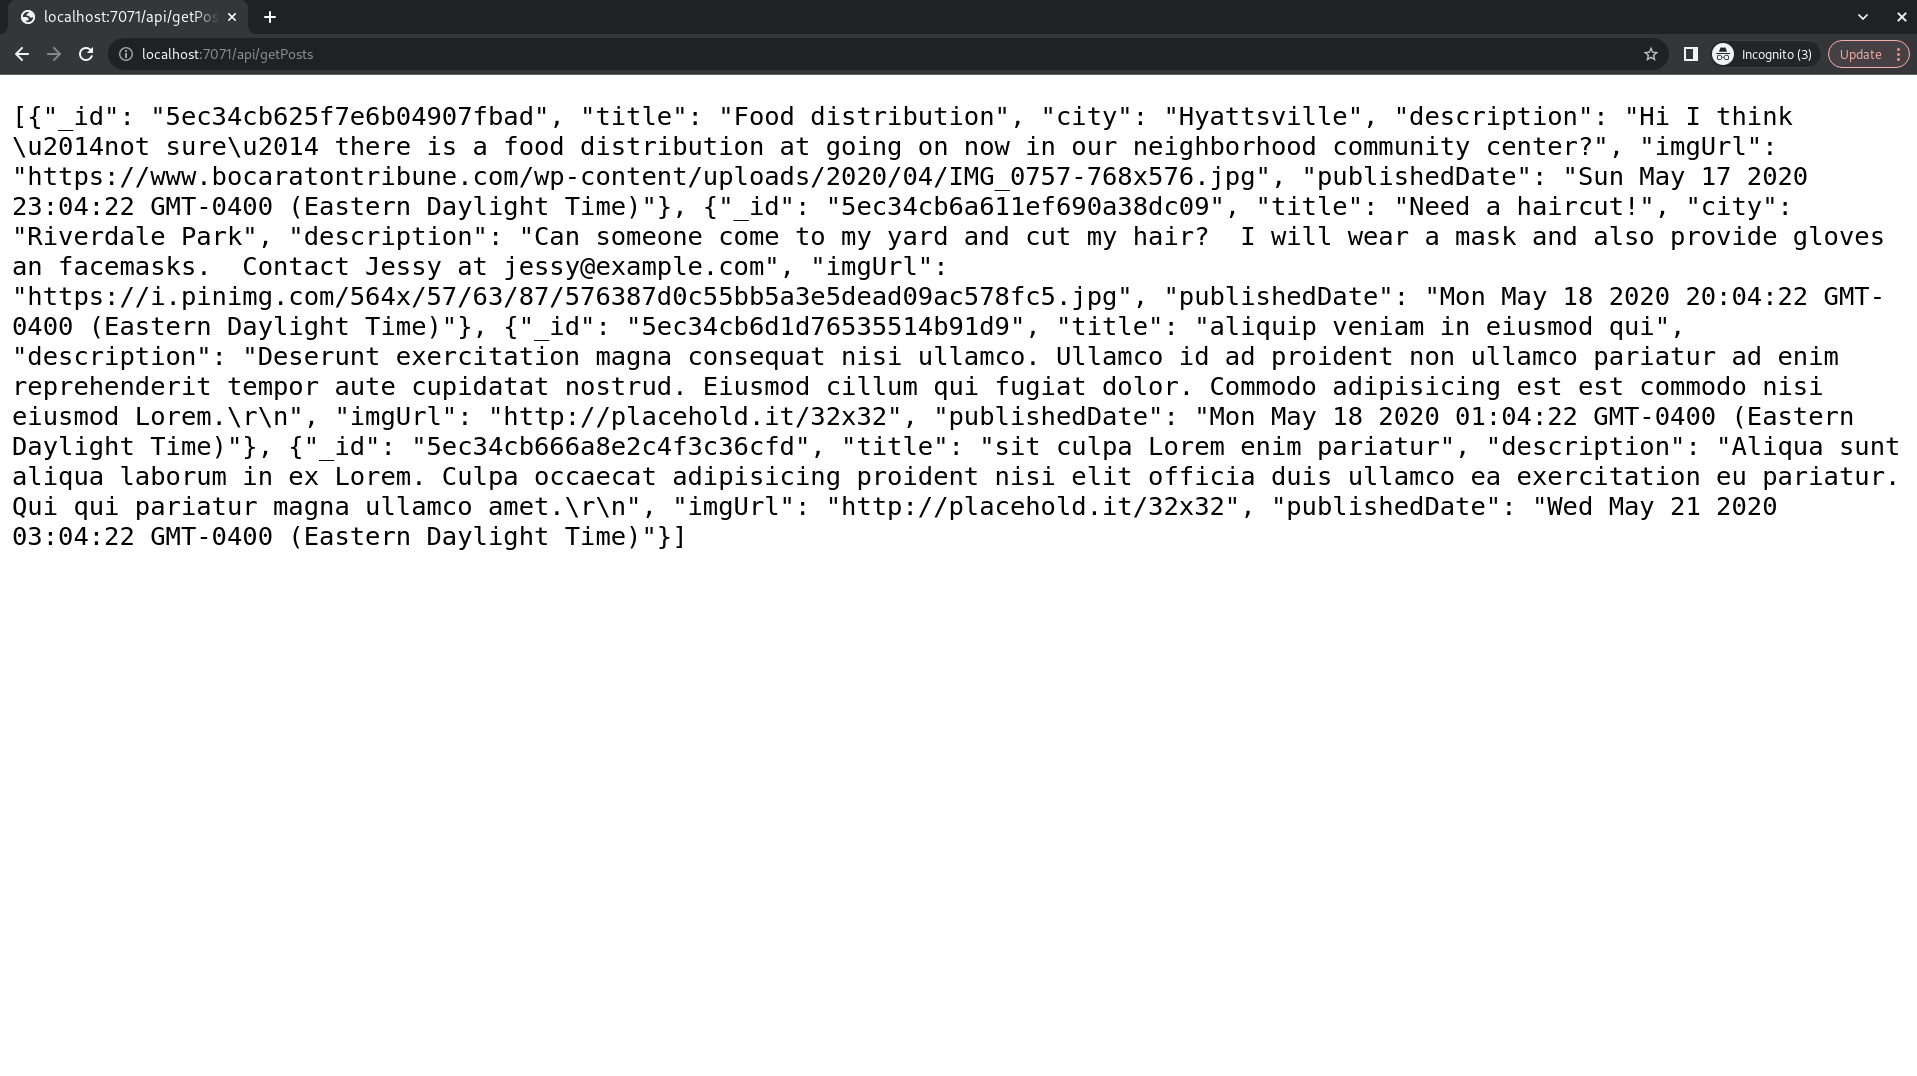 localhost:7071/api/getPos
localhost:7071/api/getPosts
Incognito (3)
Update
[{"_id": "5ec34cb625f7e6b04907fbad", "title": "Food distribution", "city": "Hyattsville", "description": "Hi I think
\u2014not sure\u2014 there is a food distribution at going on now in our neighborhood community center?", "imgUrl":
"https://www.bocaratontribune.com/wp-content/uploads/2020/04/IMG_0757-768x576.jpg", "publishedDate": "Sun May 17 2020
23:04:22 GMT-0400 (Eastern Daylight Time)"}, {"_id": "5ec34cb6a611ef690a38dc09", "title": "Need a haircut!", "city":
"Riverdale Park", "description": "Can someone come to my yard and cut my hair?  I will wear a mask and also provide gloves
an facemasks.  Contact Jessy at jessy@example.com", "imgUrl":
"https://i.pinimg.com/564x/57/63/87/576387d0c55bb5a3e5dead09ac578fc5.jpg", "publishedDate": "Mon May 18 2020 20:04:22 GMT-
0400 (Eastern Daylight Time)"}, {"_id": "5ec34cb6d1d76535514b91d9", "title": "aliquip veniam in eiusmod qui",
"description": "Deserunt exercitation magna consequat nisi ullamco. Ullamco id ad proident non ullamco pariatur ad enim
reprehenderit tempor aute cupidatat nostrud. Eiusmod cillum qui fugiat dolor. Commodo adipisicing est est commodo nisi
eiusmod Lorem.\r\n", "imgUrl": "http://placehold.it/32x32", "publishedDate": "Mon May 18 2020 01:04:22 GMT-0400 (Eastern
Daylight Time)"}, {"_id": "5ec34cb666a8e2c4f3c36cfd", "title": "sit culpa Lorem enim pariatur", "description": "Aliqua sunt
aliqua laborum in ex Lorem. Culpa occaecat adipisicing proident nisi elit officia duis ullamco ea exercitation eu pariatur.
Qui qui pariatur magna ullamco amet.\r\n", "imgUrl": "http://placehold.it/32x32", "publishedDate": "Wed May 21 2020
03:04:22 GMT-0400 (Eastern Daylight Time)"}]